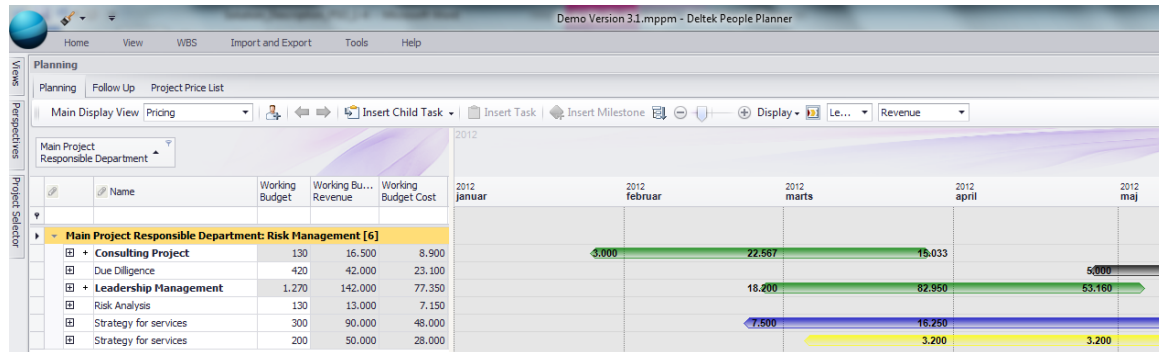 Demo Version 3.1.mppm - Deltek People Planner
Home View WBS Import and Export Tools Help
Views
Perspectives
Project Selector
Planning
Planning Follow Up Project Price List
Main Display View Pricing Insert Child Task Insert Task Insert Milestone Display Le... Revenue
Main Project
Responsible Department
2012
Name Working Budget Working Bu... Revenue Working Budget Cost
2012 januar 2012 februar 2012 marts 2012 april 2012 maj
Main Project Responsible Department: Risk Management [6]
Consulting Project 130 16.500 8.900 3.000 22.567 15.033
Due Dilligence 420 42.000 23.100 5.000
Leadership Management 1.270 142.000 77.350 18.200 82.950 53.160
Risk Analysis 130 13.000 7.150
Strategy for services 300 90.000 48.000 7.500 16.250
Strategy for services 200 50.000 28.000 3.200 3.200